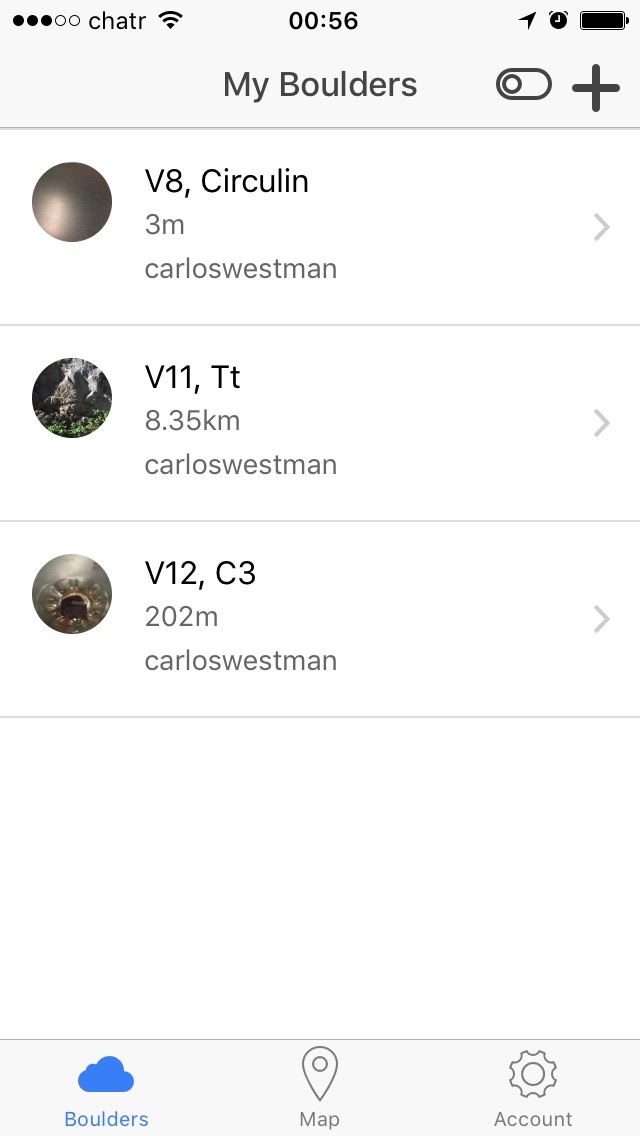 chatr 00:56
My Boulders
V8, Circulin
3m
carloswestman
V11, Tt
8.35km
carloswestman
V12, C3
202m
carloswestman
Boulders Map Account